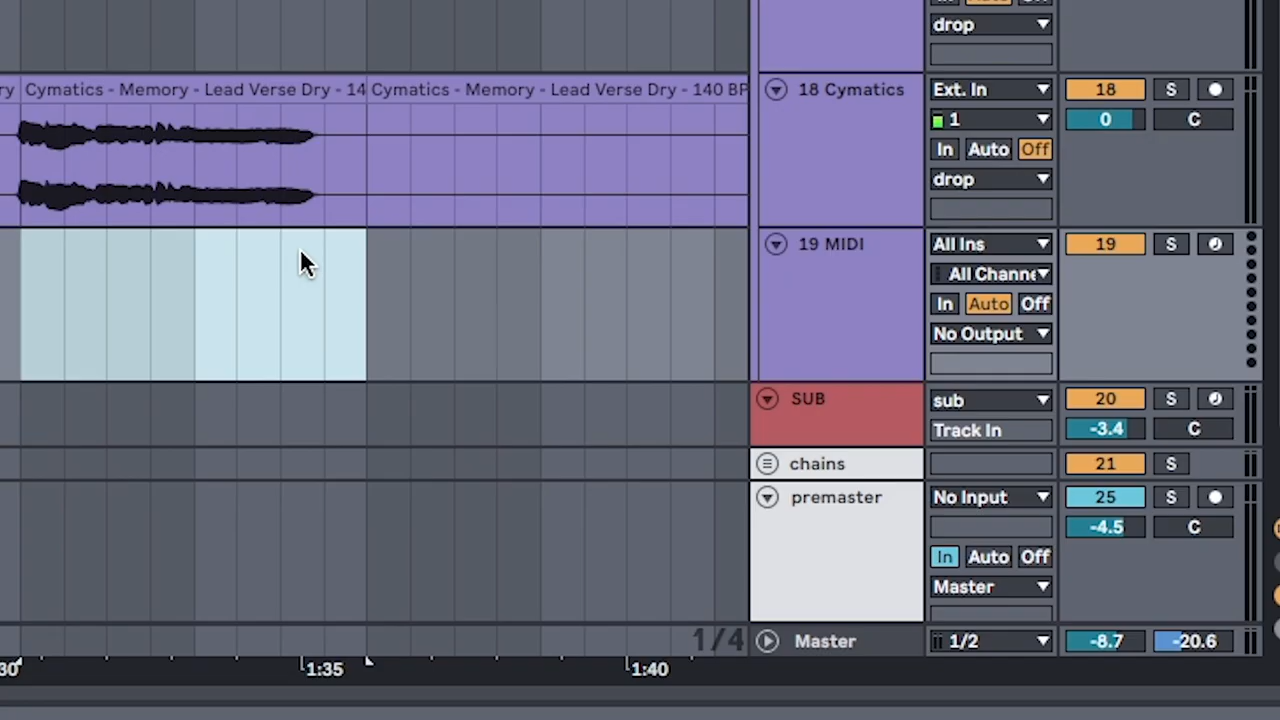 drop
ry
Cymatics - Memory - Lead Verse Dry - 14
Cymatics - Memory - Lead Verse Dry - 140 BP
18 Cymatics
Ext. In
18
S
1
0
C
In
Auto
Off
drop
19 MIDI
All Ins
19
S
All Channe
In
Auto
Off
No Output
SUB
sub
20
S
Track In
-3.4
C
chains
21
S
premaster
No Input
25
S
-4.5
C
In
Auto
Off
Master
1/4
Master
1/2
-8.7
-20.6
30
1:35
1:40